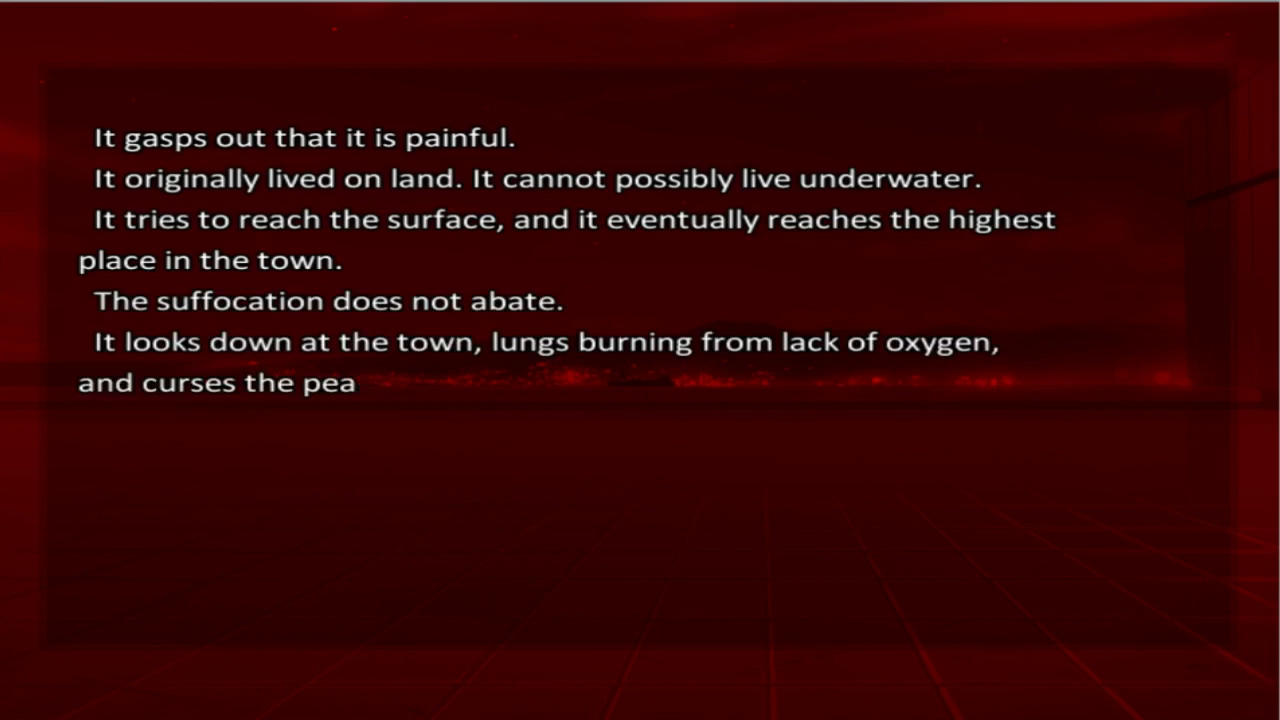 It gasps out that it is painful.
It originally lived on land. It cannot possibly live underwater.
It tries to reach the surface, and it eventually reaches the highest
place in the town.
The suffocation does not abate.
It looks down at the town, lungs burning from lack of oxygen,
and curses the pea